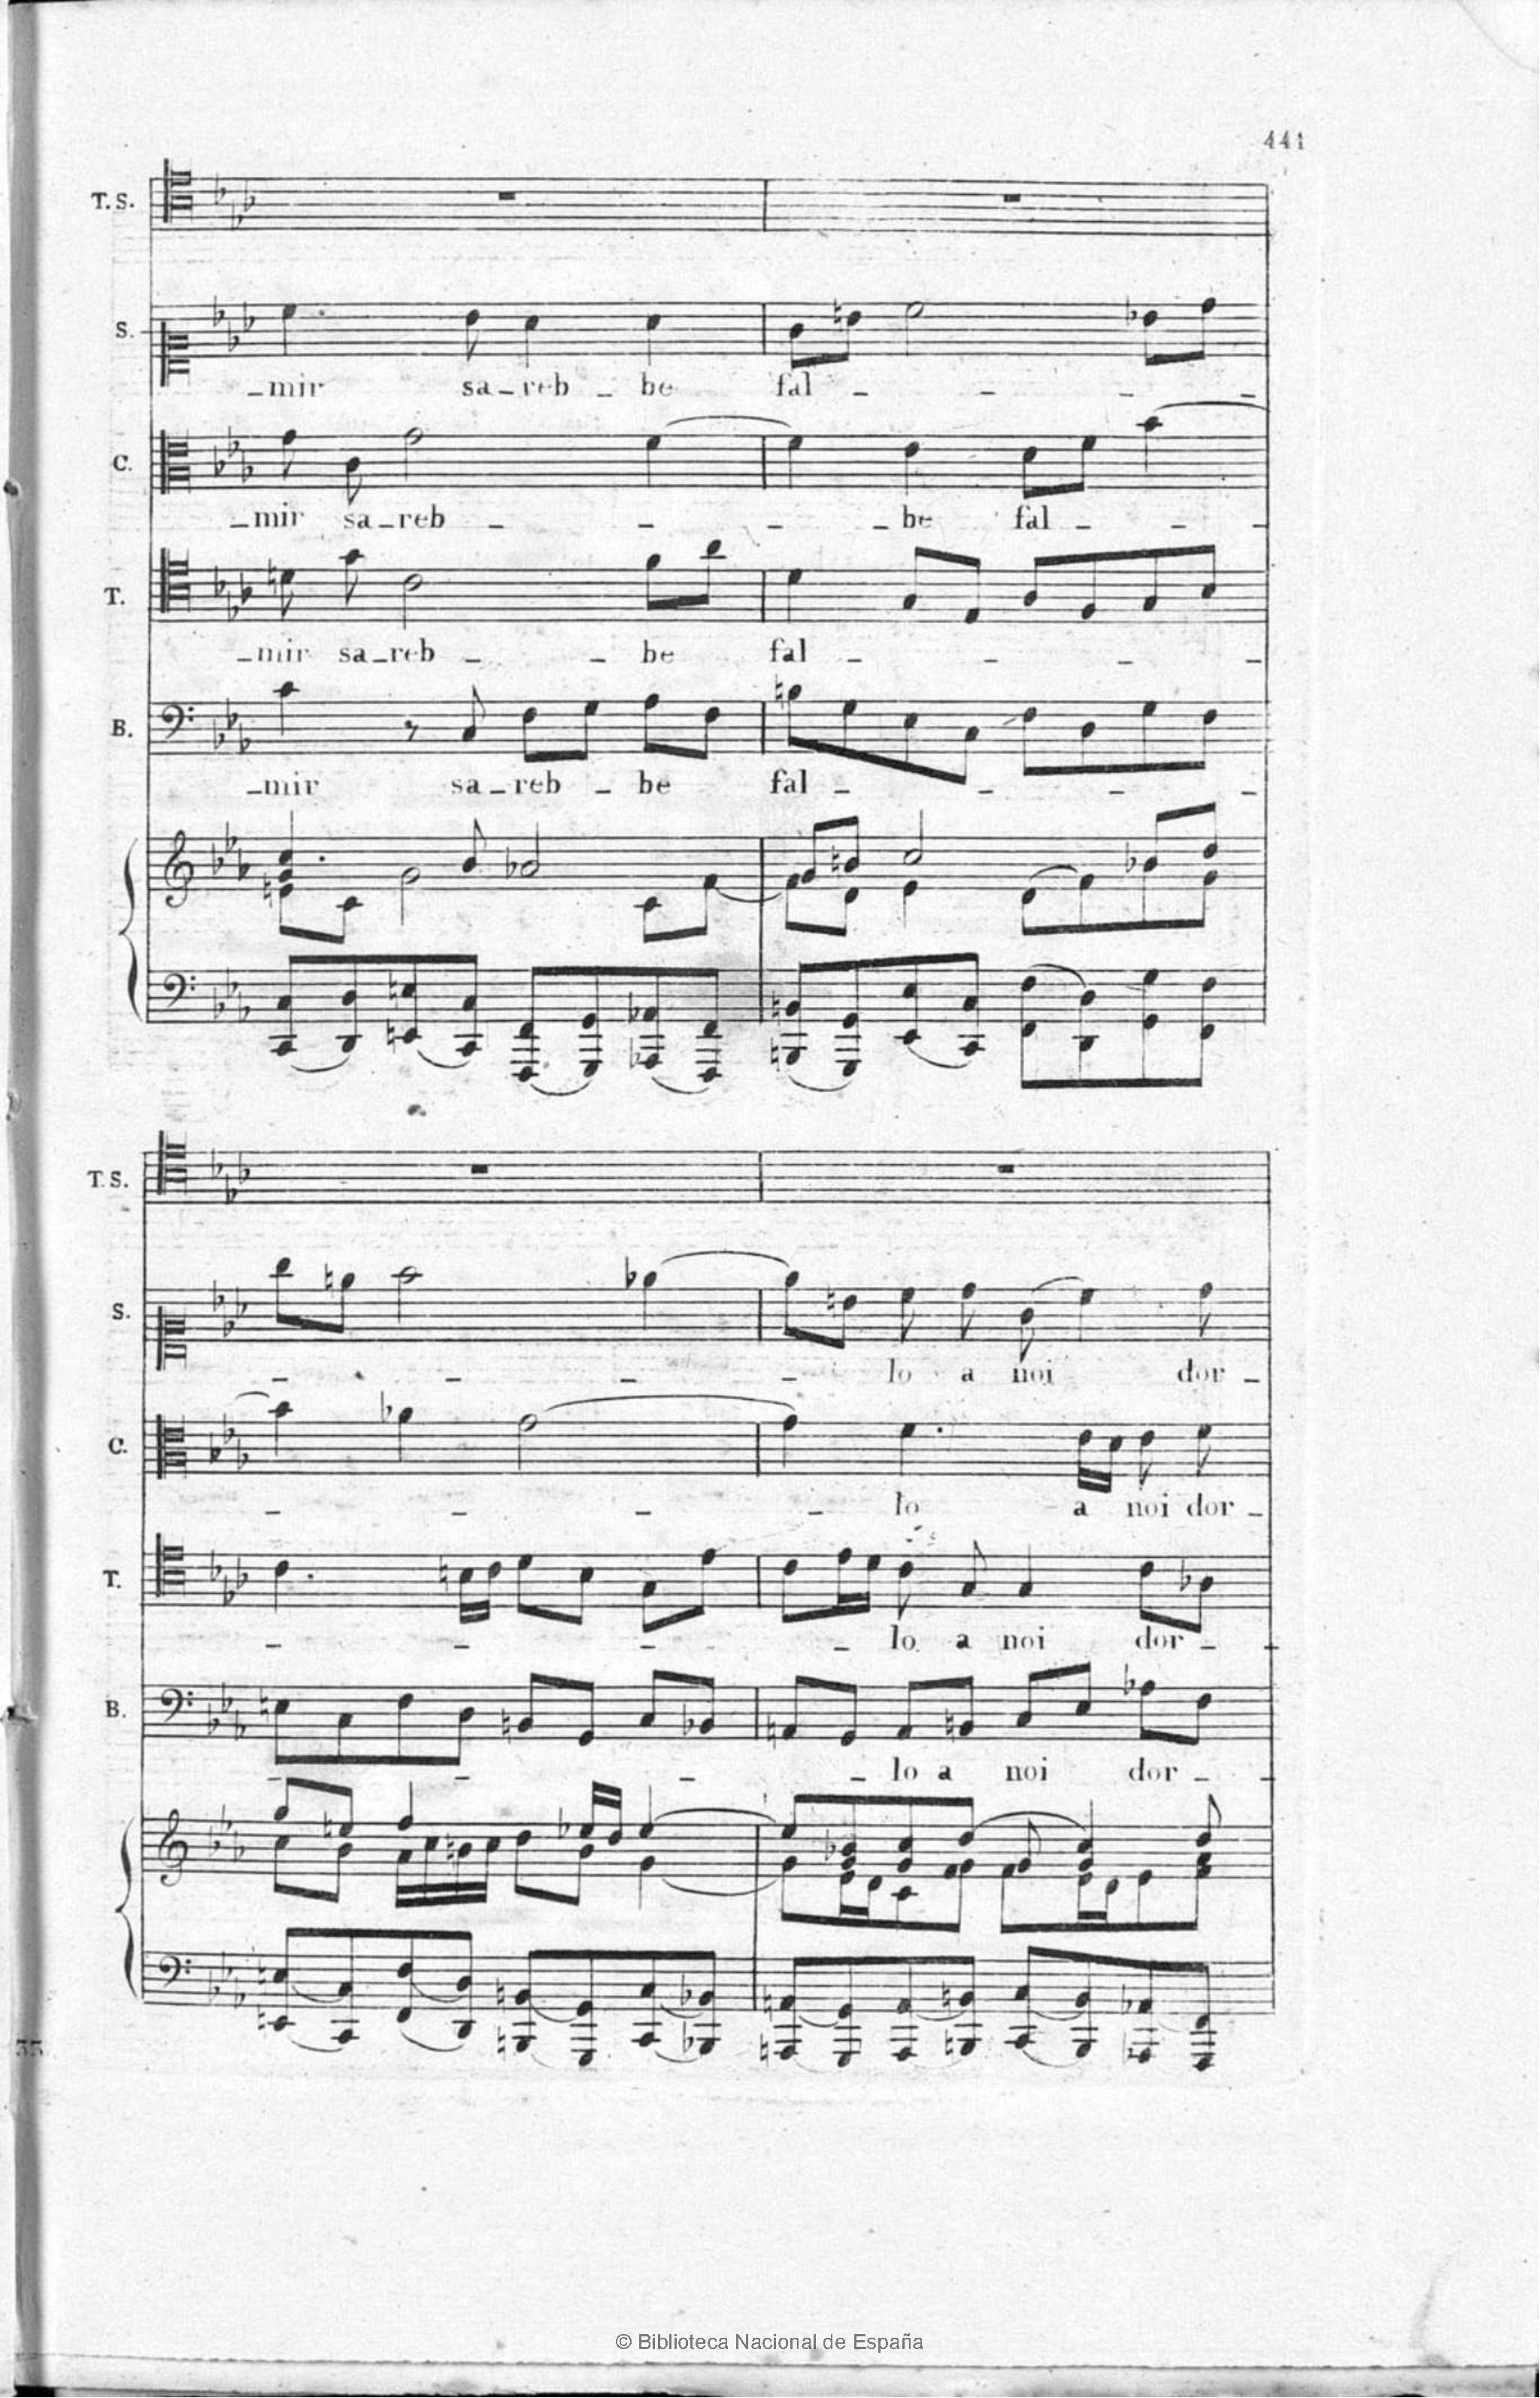 441
T.S.
S.
_mir sa_reb _ be fal _ _ _ _
C.
_mir sa_reb _ _ _ _ be fal _ _ _
T.
_mir sa_reb _ _ be fal _ _ _ _
B.
_mir sa_reb _ be fal _ _ _ _
T.S.
S.
_ _ _ _ lo a noi dor _
C.
_ _ _ _ lo a noi dor _
T.
_ _ _ _ lo a noi dor _ _
B.
_ _ _ _ lo a noi dor _ _
33
© Biblioteca Nacional de España